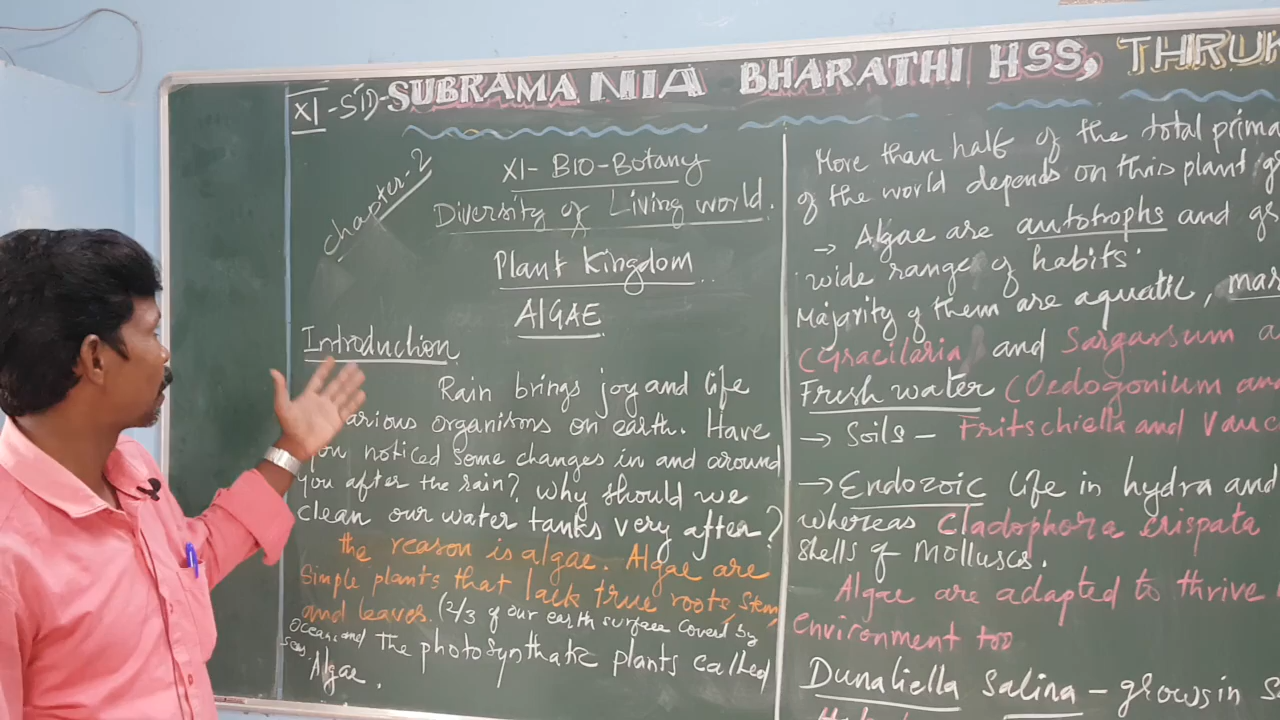 XI-STD- SUBRAMANIA BHARATHI HSS, THRU
Chapter-2
XI- BIO-Botany
Diversity of Living world.
Plant Kingdom
AlGAE
Introduction
Rain brings joy and life
arious organisms on earth. Have
you noticed some changes in and around
you after the rain? Why should we
clean our water tanks very after?
the reason is algae. Algae are
simple plants that lack true roots, stem,
and leaves. (2/3 of our earth surface covered by
ocean and
sea. The photosynthatic plants called
Algae.
More than half of the total prima
of the world depends on this plant g
→ Algae are autotrophs and gr
wide range of habits.
Majarity of them are aquatic, mar
(Gracilaria and Sargassum a
Fresh water (Oedogonium an
→ Soils - Fritschiella and Vauc
→ Endozoic life in hydra and
whereas Cladophora crispata
shells of Molluscs.
Algae are adapted to thrive
environment too
Dunaliella salina - grows in S